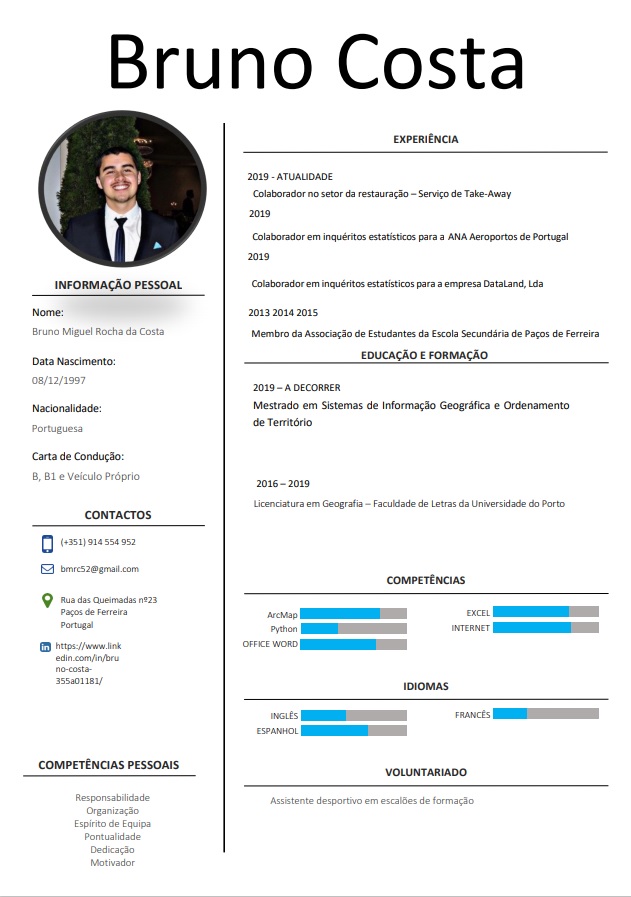 Bruno Costa
INFORMAÇÃO PESSOAL
Nome:
Bruno Miguel Rocha da Costa
Data Nascimento:
08/12/1997
Nacionalidade:
Portuguesa
Carta de Condução:
B, B1 e Veículo Próprio
CONTACTOS
(+351) 914 554 952
bmrc52@gmail.com
Rua das Queimadas nº23
Paços de Ferreira
Portugal
https://www.link
edin.com/in/bru
no-costa-
355a01181/
COMPETÊNCIAS PESSOAIS
Responsabilidade
Organização
Espírito de Equipa
Pontualidade
Dedicação
Motivador
EXPERIÊNCIA
2019 - ATUALIDADE
Colaborador no setor da restauração – Serviço de Take-Away
2019
Colaborador em inquéritos estatísticos para a ANA Aeroportos de Portugal
2019
Colaborador em inquéritos estatísticos para a empresa DataLand, Lda
2013 2014 2015
Membro da Associação de Estudantes da Escola Secundária de Paços de Ferreira
EDUCAÇÃO E FORMAÇÃO
2019 – A DECORRER
Mestrado em Sistemas de Informação Geográfica e Ordenamento
de Território
2016 – 2019
Licenciatura em Geografia – Faculdade de Letras da Universidade do Porto
COMPETÊNCIAS
ArcMap
Python
OFFICE WORD
EXCEL
INTERNET
IDIOMAS
INGLÊS
ESPANHOL
FRANCÊS
VOLUNTARIADO
Assistente desportivo em escalões de formação